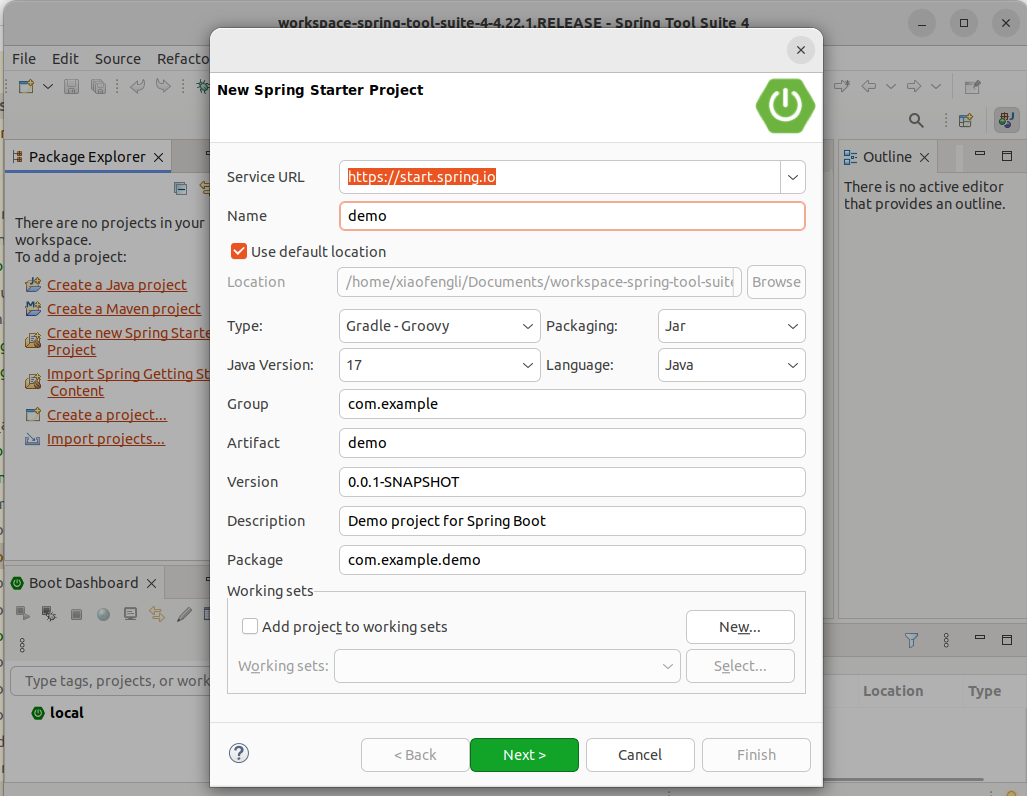 workspace-spring-tool-suite-4-4.22.1.RELEASE - Spring Tool Suite 4
File Edit Source Refacto
New Spring Starter Project
Package Explorer
There are no projects in your
workspace.
To add a project:
Create a Java project
Create a Maven project
Create new Spring Starte
Project
Import Spring Getting St
Content
Create a project...
Import projects...
Boot Dashboard
Type tags, projects, or work
local
Service URL https://start.spring.io
Name demo
Use default location
Location /home/xiaofengli/Documents/workspace-spring-tool-suite Browse
Type: Gradle - Groovy Packaging: Jar
Java Version: 17 Language: Java
Group com.example
Artifact demo
Version 0.0.1-SNAPSHOT
Description Demo project for Spring Boot
Package com.example.demo
Working sets
Add project to working sets New...
Working sets: Select...
? < Back Next > Cancel Finish
Outline
There is no active editor
that provides an outline.
Location Type